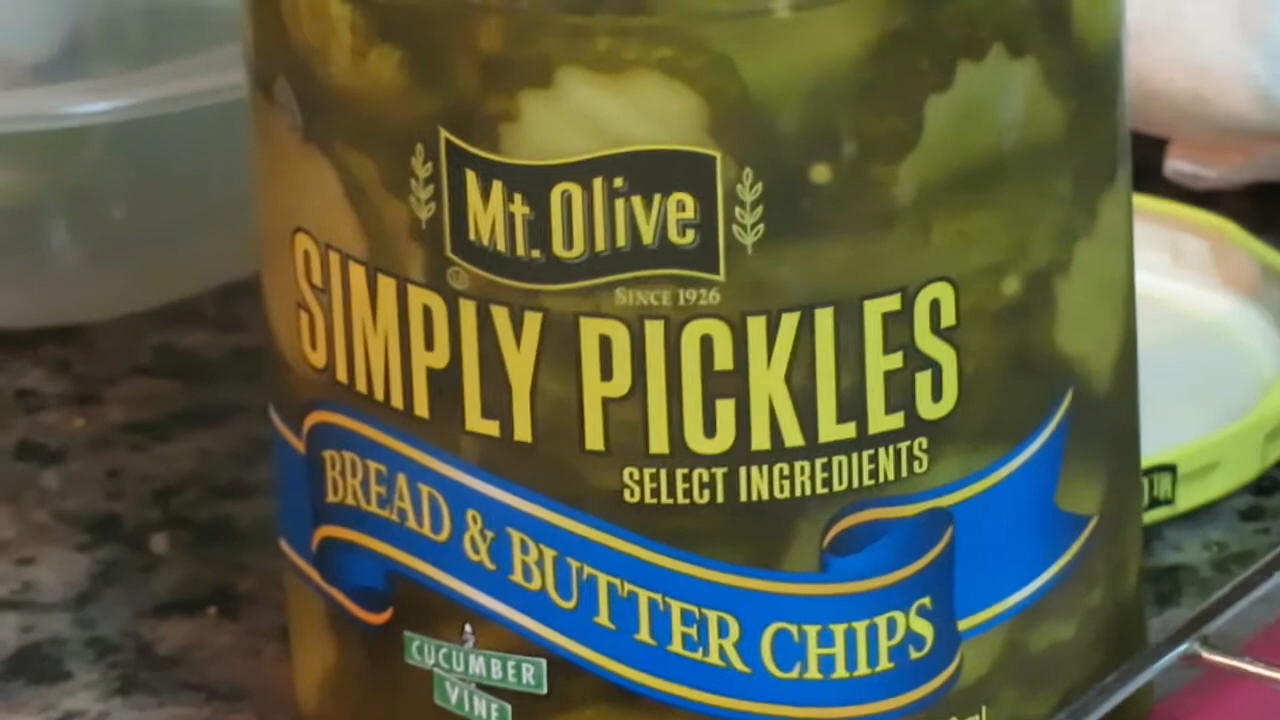 Mt. Olive
SINCE 1926
SIMPLY PICKLES
SELECT INGREDIENTS
BREAD & BUTTER CHIPS
CUCUMBER
VINE